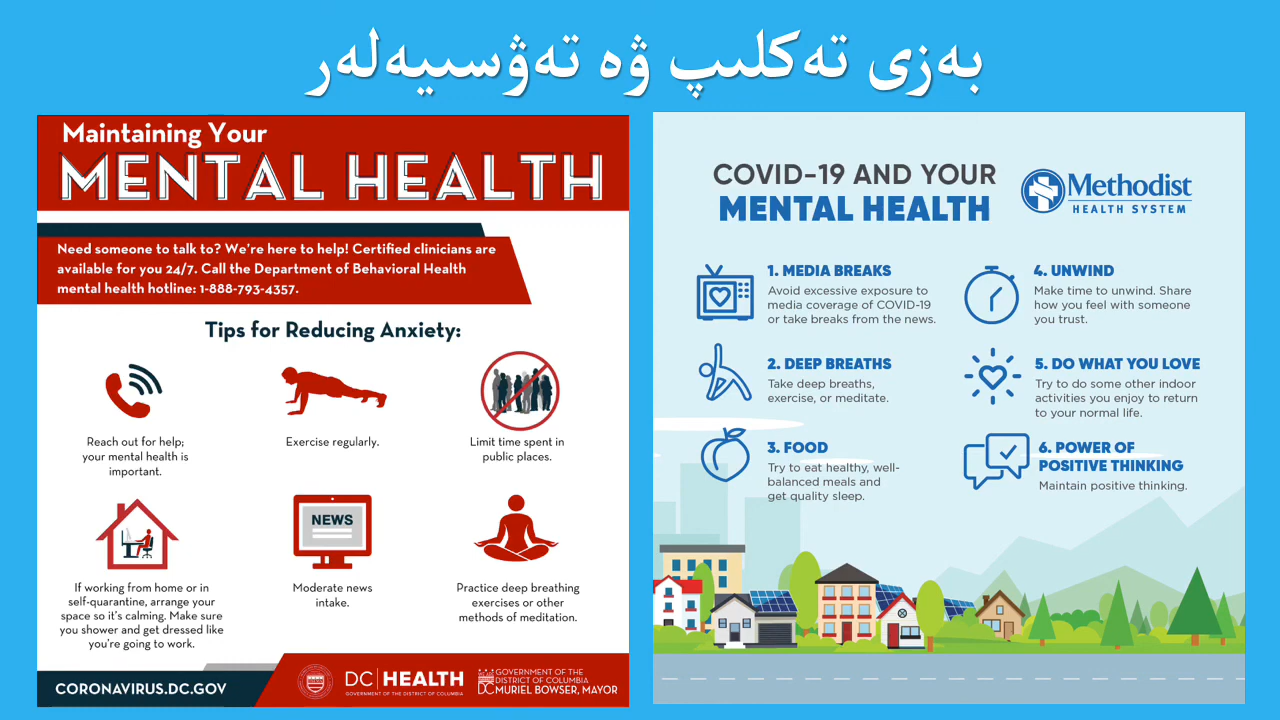 بەزى تەكلىپ ۋە تەۋسىيەلەر
Maintaining Your
MENTAL HEALTH
Need someone to talk to? We're here to help! Certified clinicians are
available for you 24/7. Call the Department of Behavioral Health
mental health hotline: 1-888-793-4357.
Tips for Reducing Anxiety:
Reach out for help;
your mental health is
important.
Exercise regularly.
Limit time spent in
public places.
NEWS
If working from home or in
self-quarantine, arrange your
space so it's calming. Make sure
you shower and get dressed like
you're going to work.
Moderate news
intake.
Practice deep breathing
exercises or other
methods of meditation.
CORONAVIRUS.DC.GOV
DC HEALTH
GOVERNMENT OF THE DISTRICT OF COLUMBIA
GOVERNMENT OF THE
DISTRICT OF COLUMBIA
DC MURIEL BOWSER, MAYOR
COVID-19 AND YOUR
MENTAL HEALTH
Methodist
HEALTH SYSTEM
1. MEDIA BREAKS
Avoid excessive exposure to
media coverage of COVID-19
or take breaks from the news.
2. DEEP BREATHS
Take deep breaths,
exercise, or meditate.
3. FOOD
Try to eat healthy, well-
balanced meals and
get quality sleep.
4. UNWIND
Make time to unwind. Share
how you feel with someone
you trust.
5. DO WHAT YOU LOVE
Try to do some other indoor
activities you enjoy to return
to your normal life.
6. POWER OF
POSITIVE THINKING
Maintain positive thinking.